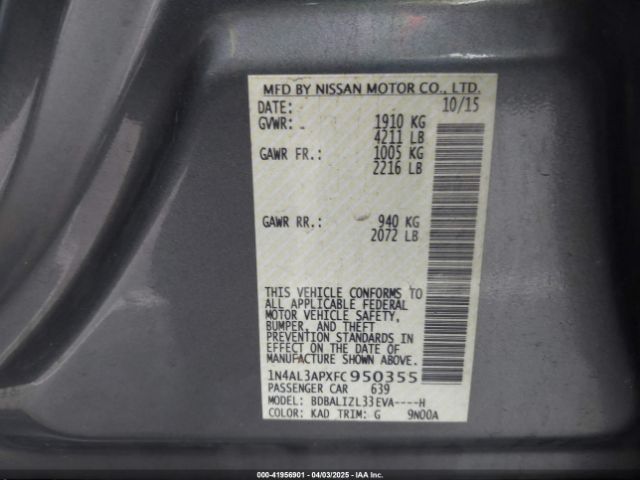 MFD BY NISSAN MOTOR CO., LTD.
DATE: 10/15
GVWR: 1910 KG
4211 LB
GAWR FR.: 1005 KG
2216 LB
GAWR RR.: 940 KG
2072 LB
THIS VEHICLE CONFORMS TO
ALL APPLICABLE FEDERAL
MOTOR VEHICLE SAFETY,
BUMPER, AND THEFT
PREVENTION STANDARDS IN
EFFECT ON THE DATE OF
MANUFACTURE SHOWN ABOVE.
1N4AL3APXFC950355
PASSENGER CAR 639
MODEL: BDBALIZL33EVA----H
COLOR: KAD TRIM: G 9N00A
000-41956901 - 04/03/2025 - IAAI.COM